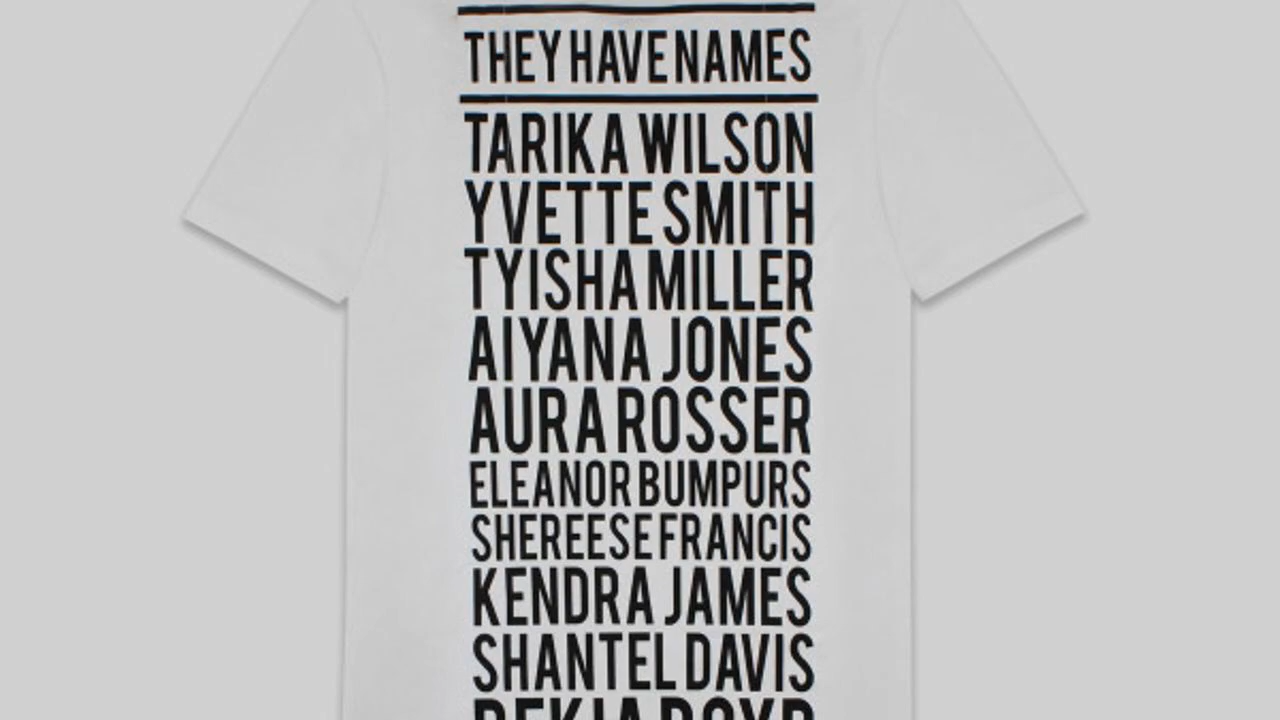 THEY HAVE NAMES
TARIKA WILSON
YVETTE SMITH
TYISHA MILLER
AIYANA JONES
AURA ROSSER
ELEANOR BUMPURS
SHEREESE FRANCIS
KENDRA JAMES
SHANTEL DAVIS